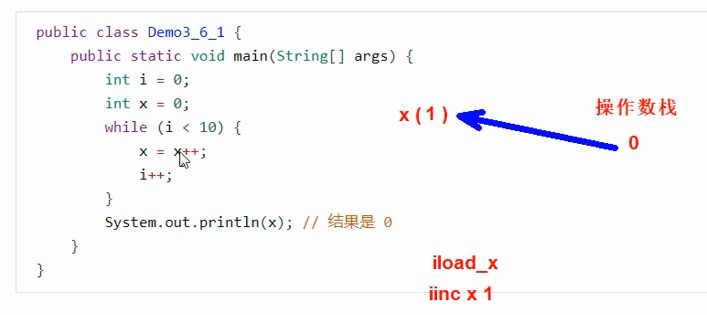 public class Demo3_6_1 {
public static void main(String[] args) {
int i = 0;
int x = 0;
while (i < 10) {
x = x++;
i++;
}
System.out.println(x); // 结果是 0
}
}
x ( 1 )
操作数栈
0
iload_x
iinc x 1